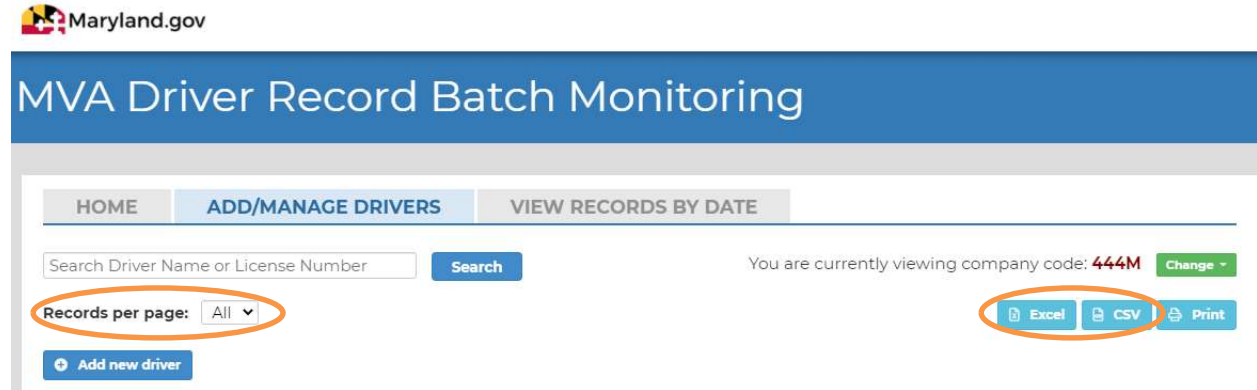 Maryland.gov
MVA Driver Record Batch Monitoring
HOME ADD/MANAGE DRIVERS VIEW RECORDS BY DATE
Search Driver Name or License Number Search You are currently viewing company code: 444M Change
Records per page: All Excel CSV Print
Add new driver